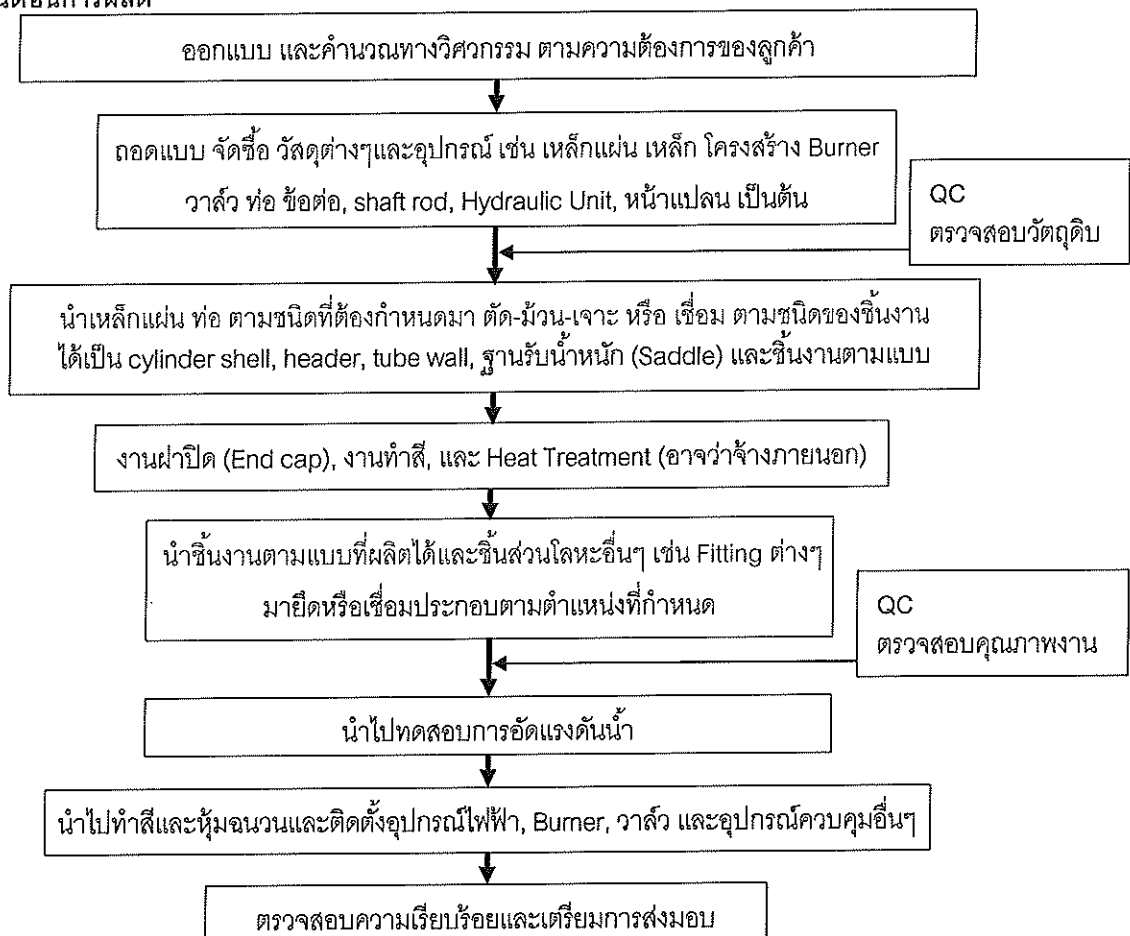 ออกแบบ และคำนวณทางวิศวกรรม ตามความต้องการของลูกค้า
ถอดแบบ จัดซื้อ วัสดุต่างๆและอุปกรณ์ เช่น เหล็กแผ่น เหล็ก โครงสร้าง Burner
วาล์ว ท่อ ข้อต่อ, shaft rod, Hydraulic Unit, หน้าแปลน เป็นต้น
QC
ตรวจสอบวัตถุดิบ
นำเหล็กแผ่น ท่อ ตามชนิดที่ต้องกำหนดมา ตัด-ม้วน-เจาะ หรือ เชื่อม ตามชนิดของชิ้นงาน
ได้เป็น cylinder shell, header, tube wall, ฐานรับน้ำหนัก (Saddle) และชิ้นงานตามแบบ
งานฝาปิด (End cap), งานทำสี, และ Heat Treatment (อาจว่าจ้างภายนอก)
นำชิ้นงานตามแบบที่ผลิตได้และชิ้นส่วนโลหะอื่นๆ เช่น Fitting ต่างๆ
มายึดหรือเชื่อมประกอบตามตำแหน่งที่กำหนด
QC
ตรวจสอบคุณภาพงาน
นำไปทดสอบการอัดแรงดันน้ำ
นำไปทำสีและหุ้มฉนวนและติดตั้งอุปกรณ์ไฟฟ้า, Burner, วาล์ว และอุปกรณ์ควบคุมอื่นๆ
ตรวจสอบความเรียบร้อยและเตรียมการส่งมอบ